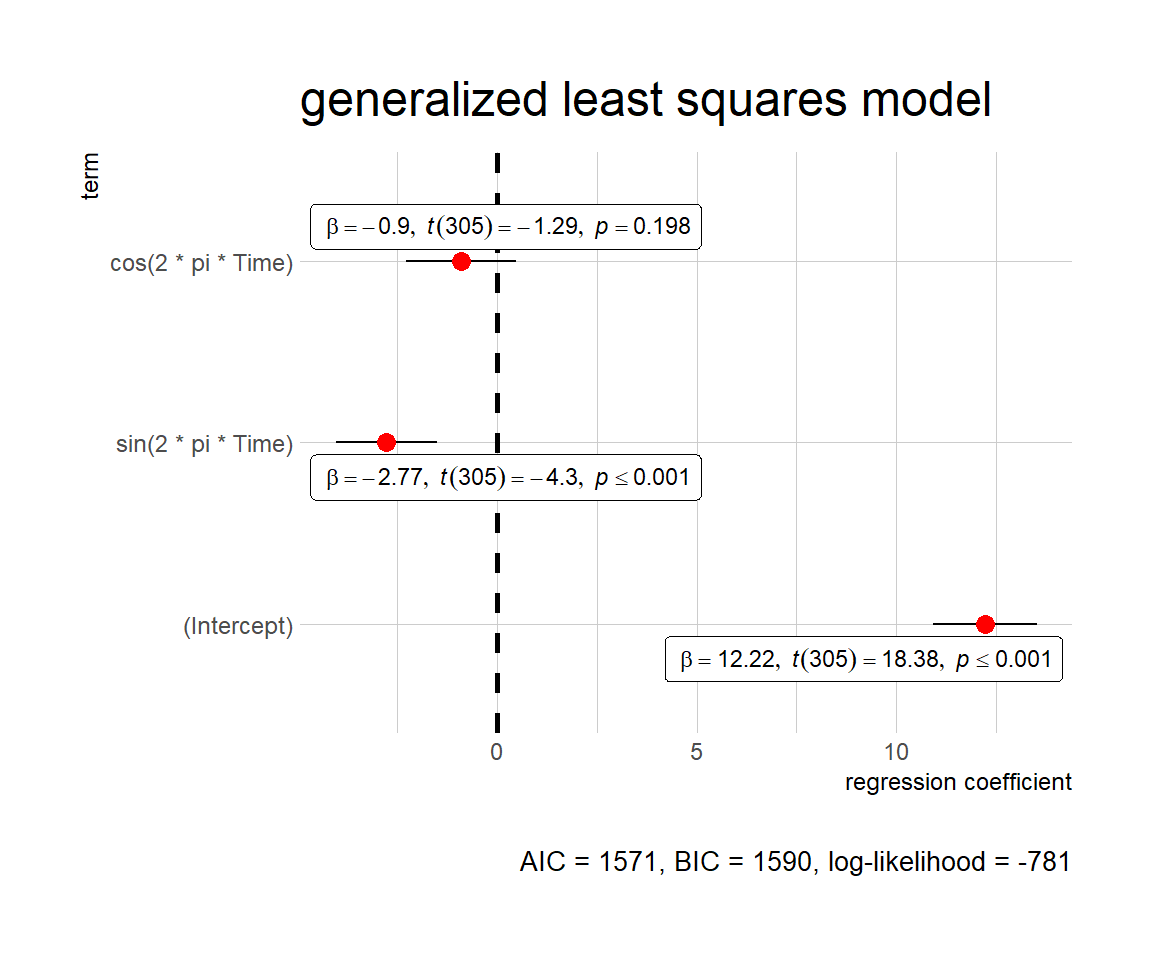 generalized least squares model
term
β = −0.9, t(305) = −1.29, p = 0.198
cos(2 * pi * Time)
sin(2 * pi * Time)
β = −2.77, t(305) = −4.3, p ≤ 0.001
(Intercept)
β = 12.22, t(305) = 18.38, p ≤ 0.001
0 5 10
regression coefficient
AIC = 1571, BIC = 1590, log-likelihood = -781